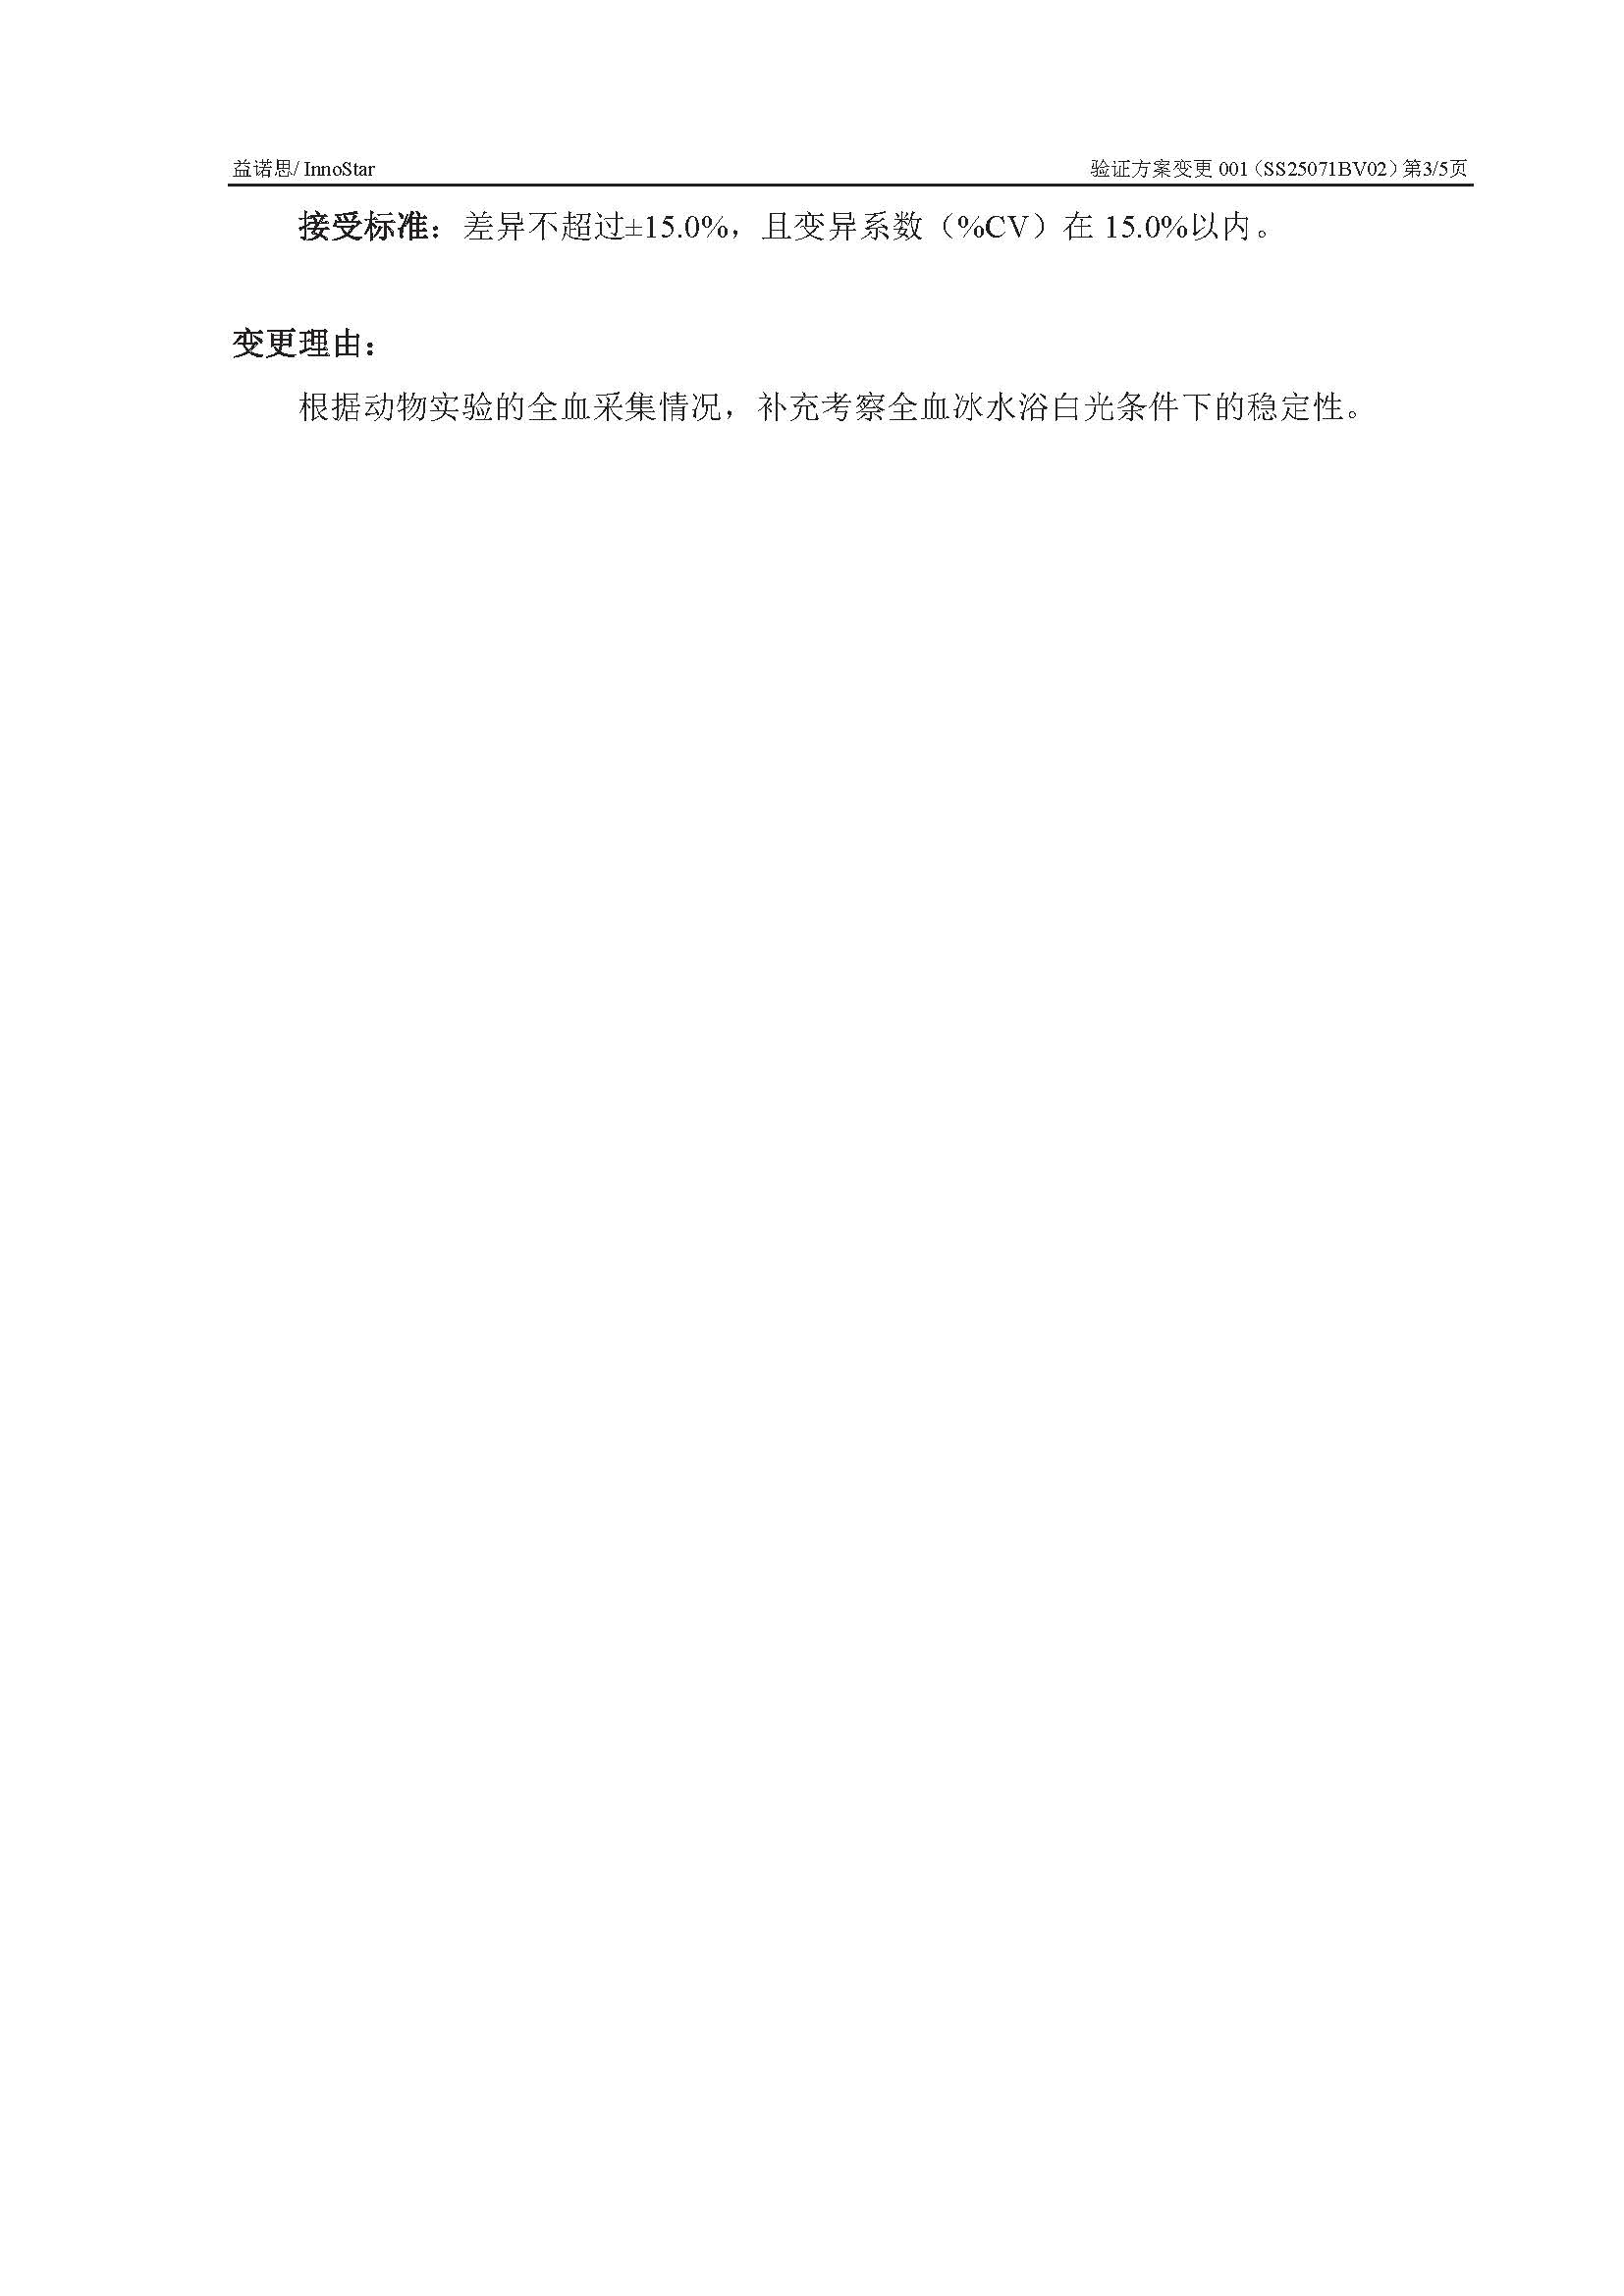 益诺思/ InnoStar
验证方案变更 001（SS25071BV02）第3/5页
接受标准：差异不超过±15.0%，且变异系数（%CV）在 15.0%以内。
变更理由：
根据动物实验的全血采集情况，补充考察全血冰水浴白光条件下的稳定性。